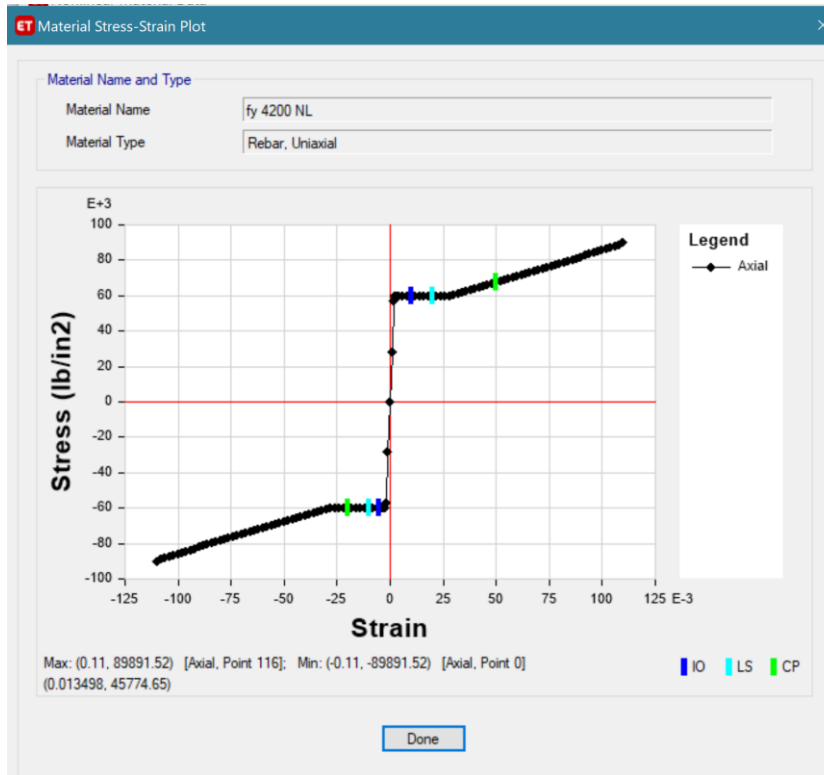 ET Material Stress-Strain Plot
Material Name and Type
Material Name fy 4200 NL
Material Type Rebar, Uniaxial
E+3
100
80
60
40
20
0
-20
-40
-60
-80
-100
Stress (lb/in2)
-125 -100 -75 -50 -25 0 25 50 75 100 125 E-3
Strain
Legend
Axial
Max: (0.11, 89891.52) [Axial, Point 116]; Min: (-0.11, -89891.52) [Axial, Point 0]
(0.013498, 45774.65)
IO LS CP
Done